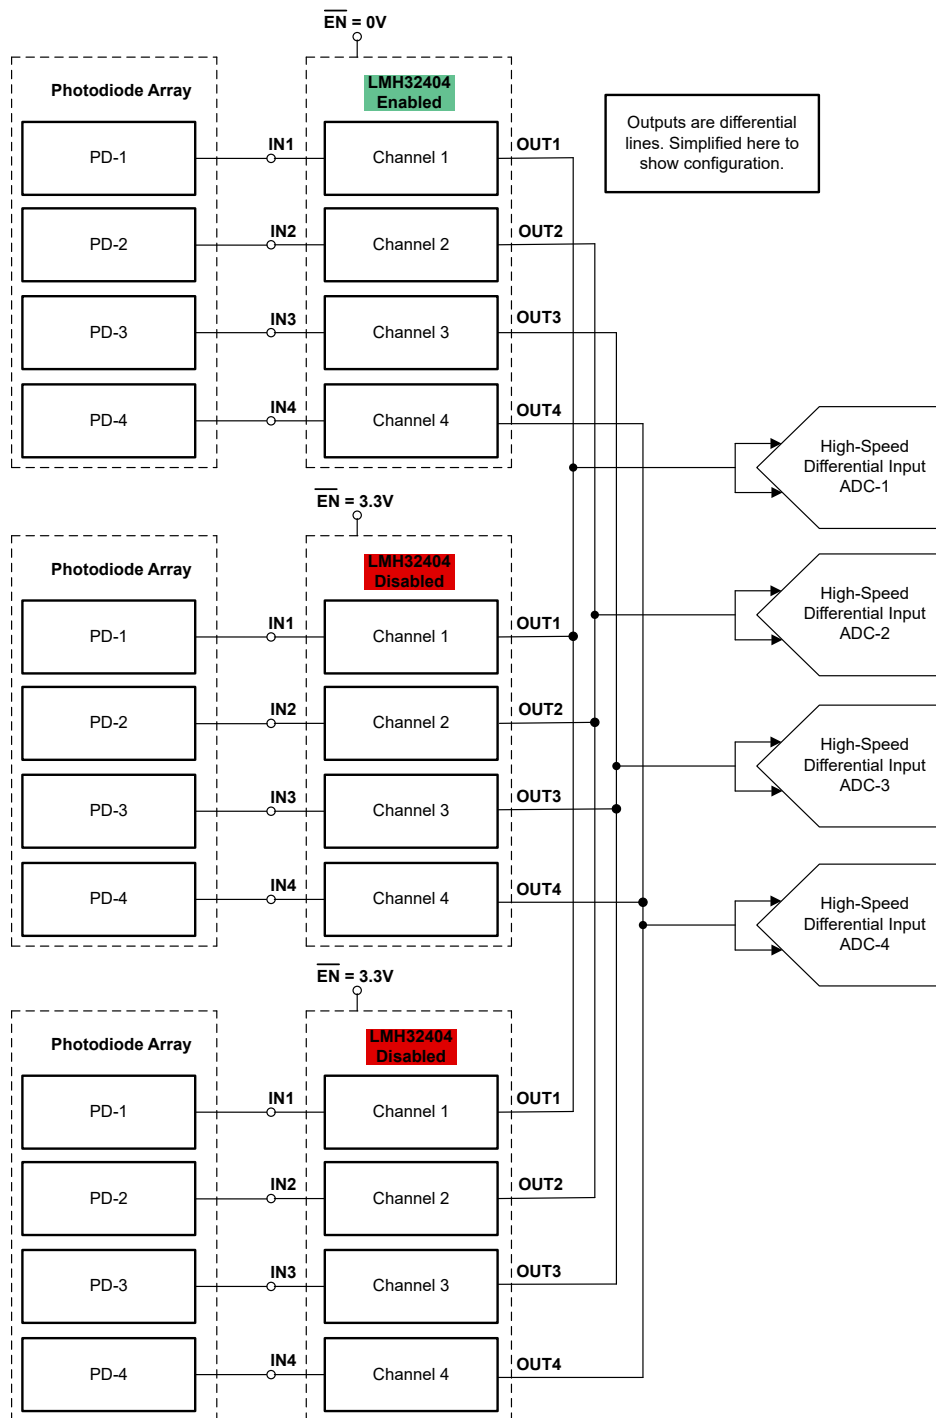 EN = 0V
Photodiode Array
LMH32404
Enabled
PD-1
IN1
Channel 1
OUT1
PD-2
IN2
Channel 2
OUT2
PD-3
IN3
Channel 3
OUT3
PD-4
IN4
Channel 4
OUT4
Outputs are differential
lines. Simplified here to
show configuration.
EN = 3.3V
Photodiode Array
LMH32404
Disabled
PD-1
IN1
Channel 1
OUT1
PD-2
IN2
Channel 2
OUT2
PD-3
IN3
Channel 3
OUT3
PD-4
IN4
Channel 4
OUT4
EN = 3.3V
Photodiode Array
LMH32404
Disabled
PD-1
IN1
Channel 1
OUT1
PD-2
IN2
Channel 2
OUT2
PD-3
IN3
Channel 3
OUT3
PD-4
IN4
Channel 4
OUT4
High-Speed
Differential Input
ADC-1
High-Speed
Differential Input
ADC-2
High-Speed
Differential Input
ADC-3
High-Speed
Differential Input
ADC-4